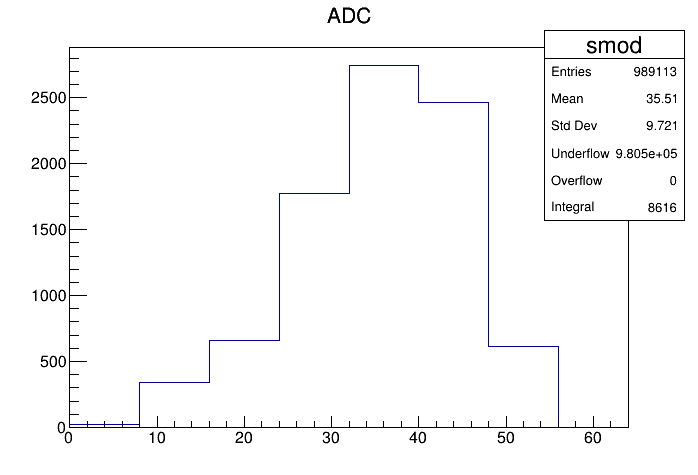 ADC
smod
Entries 989113
Mean 35.51
Std Dev 9.721
Underflow 9.805e+05
Overflow 0
Integral 8616
2500
2000
1500
1000
500
0
0 10 20 30 40 50 60